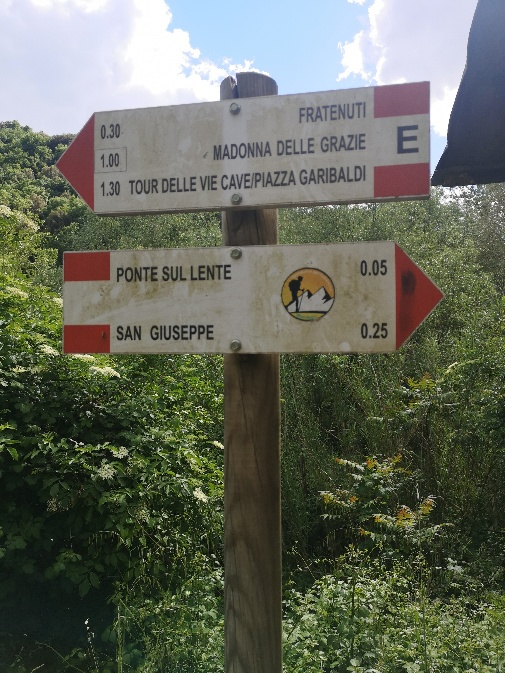 0.30 FRATENUTI
1.00 MADONNA DELLE GRAZIE E
1.30 TOUR DELLE VIE CAVE/PIAZZA GARIBALDI
PONTE SUL LENTE 0.05
SAN GIUSEPPE 0.25